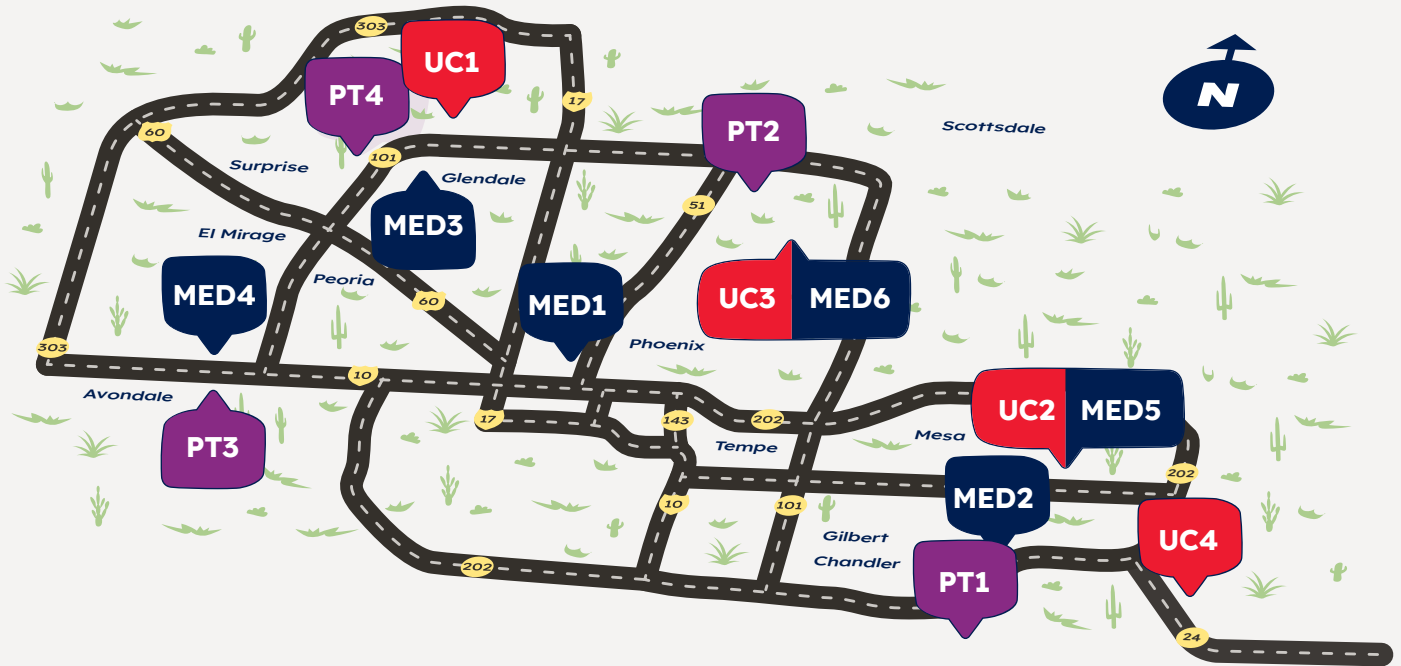 303
UC1
PT4
17
N
60
PT2
Scottsdale
101
Surprise
Glendale
51
MED3
El Mirage
Peoria
MED4
60
MED1
UC3 MED6
Phoenix
303
10
Avondale
17
143
202
UC2 MED5
Tempe
Mesa
PT3
202
10
101
MED2
Gilbert
Chandler
UC4
202
PT1
24